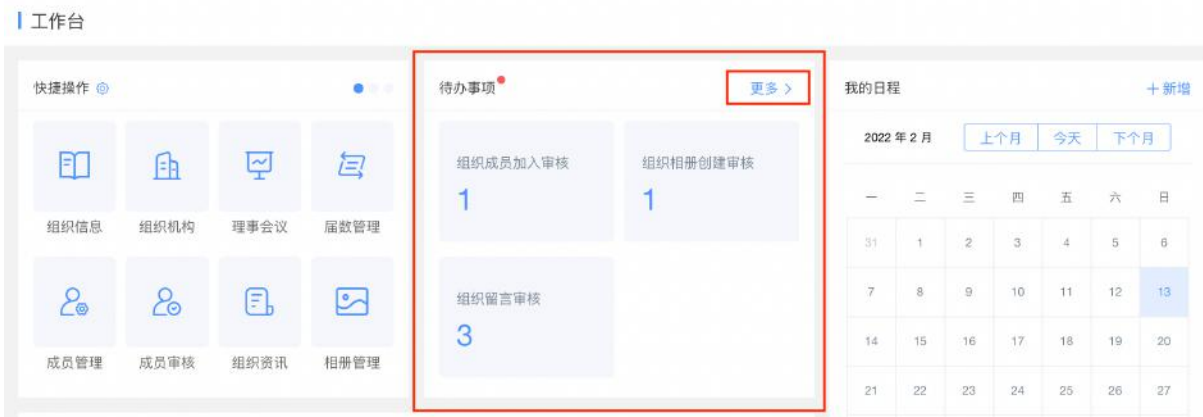 工作台
快捷操作
组织信息 组织机构 理事会议 届数管理
成员管理 成员审核 组织资讯 相册管理
待办事项
更多 >
组织成员加入审核
1
组织相册创建审核
1
组织留言审核
3
我的日程
+ 新增
2022 年 2 月 上个月 今天 下个月
一 二 三 四 五 六 日
31 1 2 3 4 5 6
7 8 9 10 11 12 13
14 15 16 17 18 19 20
21 22 23 24 25 26 27